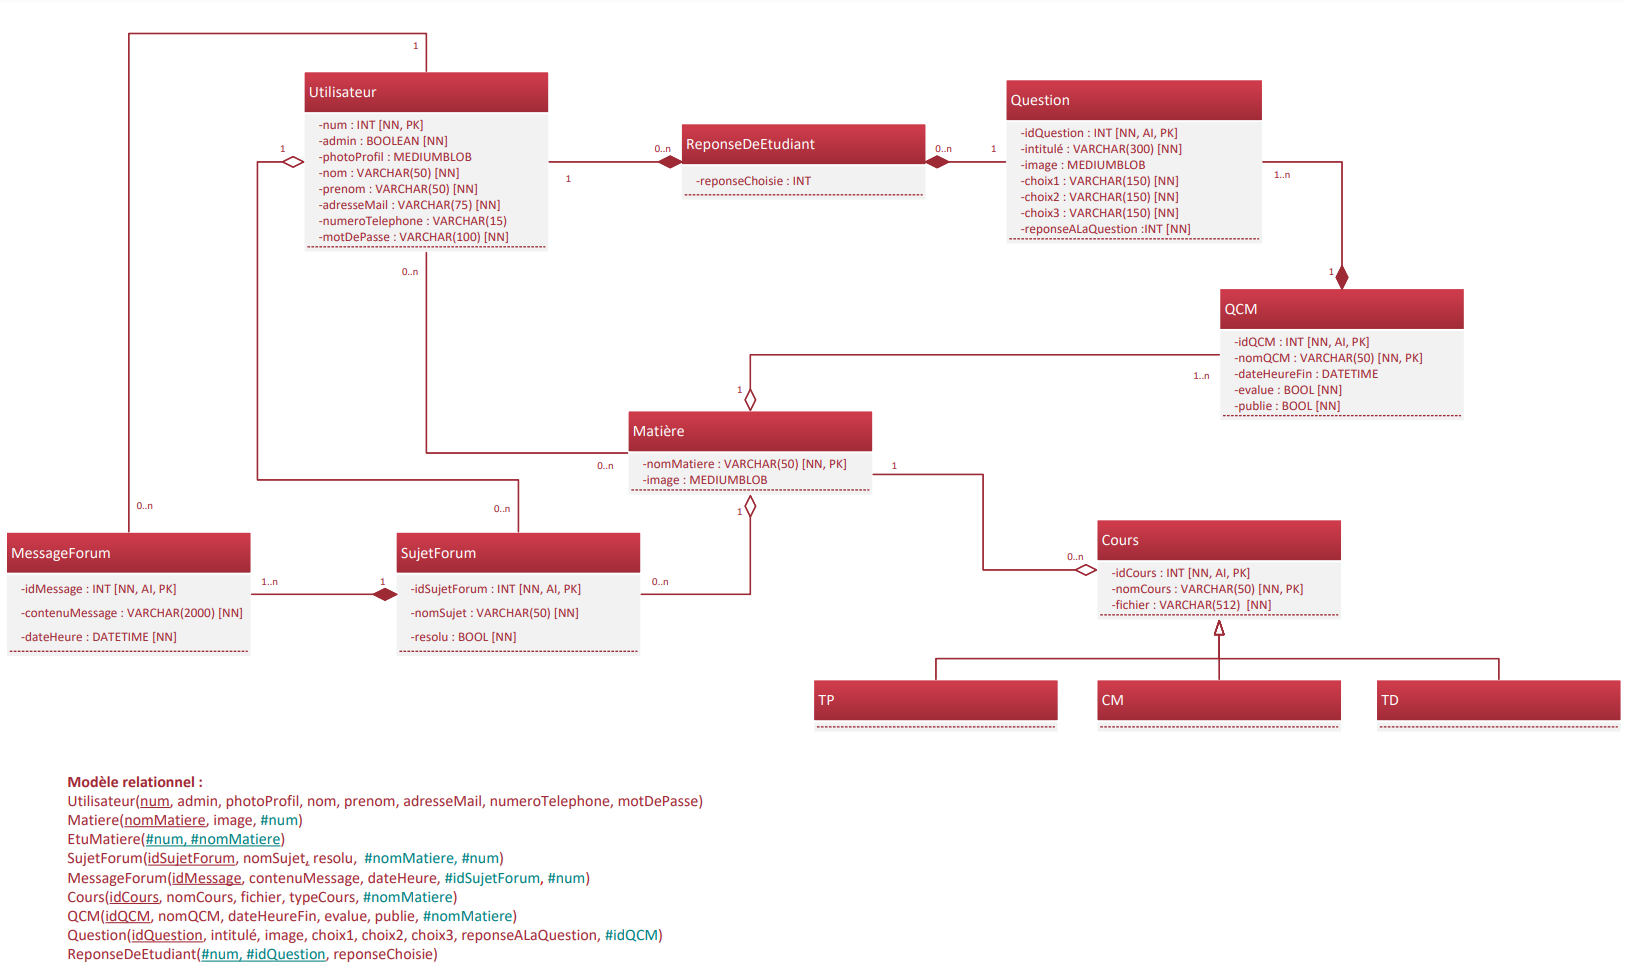 1
Utilisateur
-num : INT [NN, PK]
-admin : BOOLEAN [NN]
-photoProfil : MEDIUMBLOB
-nom : VARCHAR(50) [NN]
-prenom : VARCHAR(50) [NN]
-adresseMail : VARCHAR(75) [NN]
-numeroTelephone : VARCHAR(15)
-motDePasse : VARCHAR(100) [NN]
1
0..n
1
0..n
ReponseDeEtudiant
-reponseChoisie : INT
0..n
1
Question
-idQuestion : INT [NN, AI, PK]
-intitulé : VARCHAR(300) [NN]
-image : MEDIUMBLOB
-choix1 : VARCHAR(150) [NN]
-choix2 : VARCHAR(150) [NN]
-choix3 : VARCHAR(150) [NN]
-reponseALaQuestion :INT [NN]
1..n
1
QCM
-idQCM : INT [NN, AI, PK]
-nomQCM : VARCHAR(50) [NN, PK]
-dateHeureFin : DATETIME
-evalue : BOOL [NN]
-publie : BOOL [NN]
1..n
1
Matière
-nomMatiere : VARCHAR(50) [NN, PK]
-image : MEDIUMBLOB
0..n
1
1
0..n
0..n
0..n
MessageForum
-idMessage : INT [NN, AI, PK]
-contenuMessage : VARCHAR(2000) [NN]
-dateHeure : DATETIME [NN]
1..n
1
SujetForum
-idSujetForum : INT [NN, AI, PK]
-nomSujet : VARCHAR(50) [NN]
-resolu : BOOL [NN]
0..n
Cours
-idCours : INT [NN, AI, PK]
-nomCours : VARCHAR(50) [NN, PK]
-fichier : VARCHAR(512) [NN]
TP
CM
TD
Modèle relationnel :
Utilisateur(num, admin, photoProfil, nom, prenom, adresseMail, numeroTelephone, motDePasse)
Matiere(nomMatiere, image, #num)
EtuMatiere(#num, #nomMatiere)
SujetForum(idSujetForum, nomSujet, resolu, #nomMatiere, #num)
MessageForum(idMessage, contenuMessage, dateHeure, #idSujetForum, #num)
Cours(idCours, nomCours, fichier, typeCours, #nomMatiere)
QCM(idQCM, nomQCM, dateHeureFin, evalue, publie, #nomMatiere)
Question(idQuestion, intitulé, image, choix1, choix2, choix3, reponseALaQuestion, #idQCM)
ReponseDeEtudiant(#num, #idQuestion, reponseChoisie)